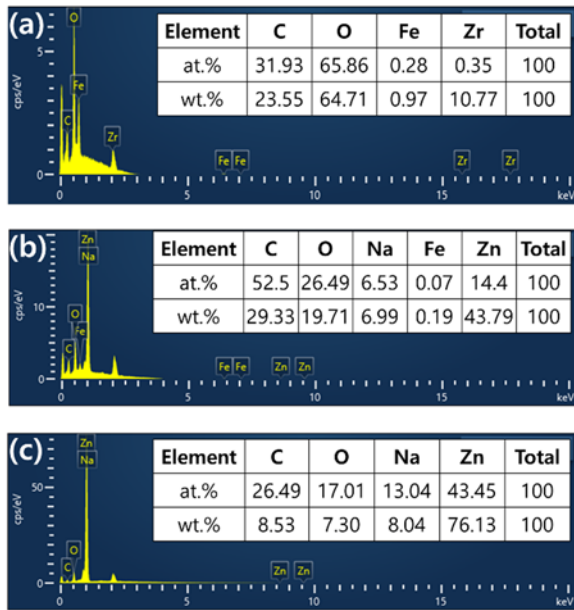 (a)
O
Element C O Fe Zr Total
at.% 31.93 65.86 0.28 0.35 100
wt.% 23.55 64.71 0.97 10.77 100
5
Fe
C
Zr
Fe Fe Zr Zr
cps/eV
0
0 5 10 15 keV
(b)
Zn
Na
Element C O Na Fe Zn Total
at.% 52.5 26.49 6.53 0.07 14.4 100
wt.% 29.33 19.71 6.99 0.19 43.79 100
10
O
Fe
C
Fe Fe Zn Zn
cps/eV
0
0 5 10 15 keV
(c)
Zn
Na
Element C O Na Zn Total
at.% 26.49 17.01 13.04 43.45 100
wt.% 8.53 7.30 8.04 76.13 100
50
O
C
Zn Zn
cps/eV
0
0 5 10 15 keV